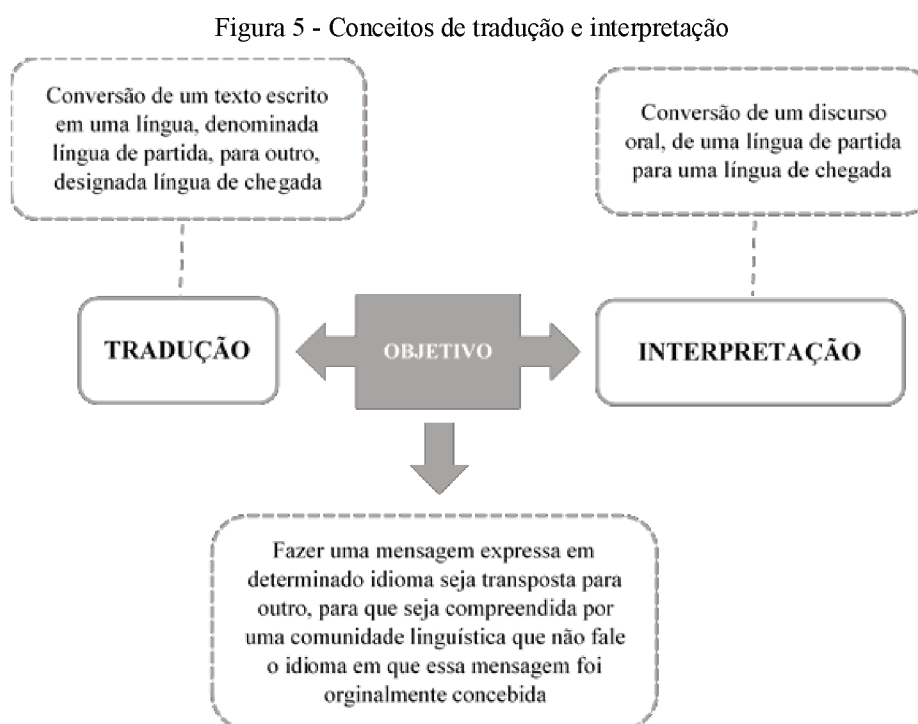 Figura 5 - Conceitos de tradução e interpretação
Conversão de um texto escrito
em uma língua, denominada
língua de partida, para outro,
designada língua de chegada
Conversão de um discurso
oral, de uma língua de partida
para uma língua de chegada
TRADUÇÃO
OBJETIVO
INTERPRETAÇÃO
Fazer uma mensagem expressa em
determinado idioma seja transposta para
outro, para que seja compreendida por
uma comunidade linguística que não fale
o idioma em que essa mensagem foi
orginalmente concebida